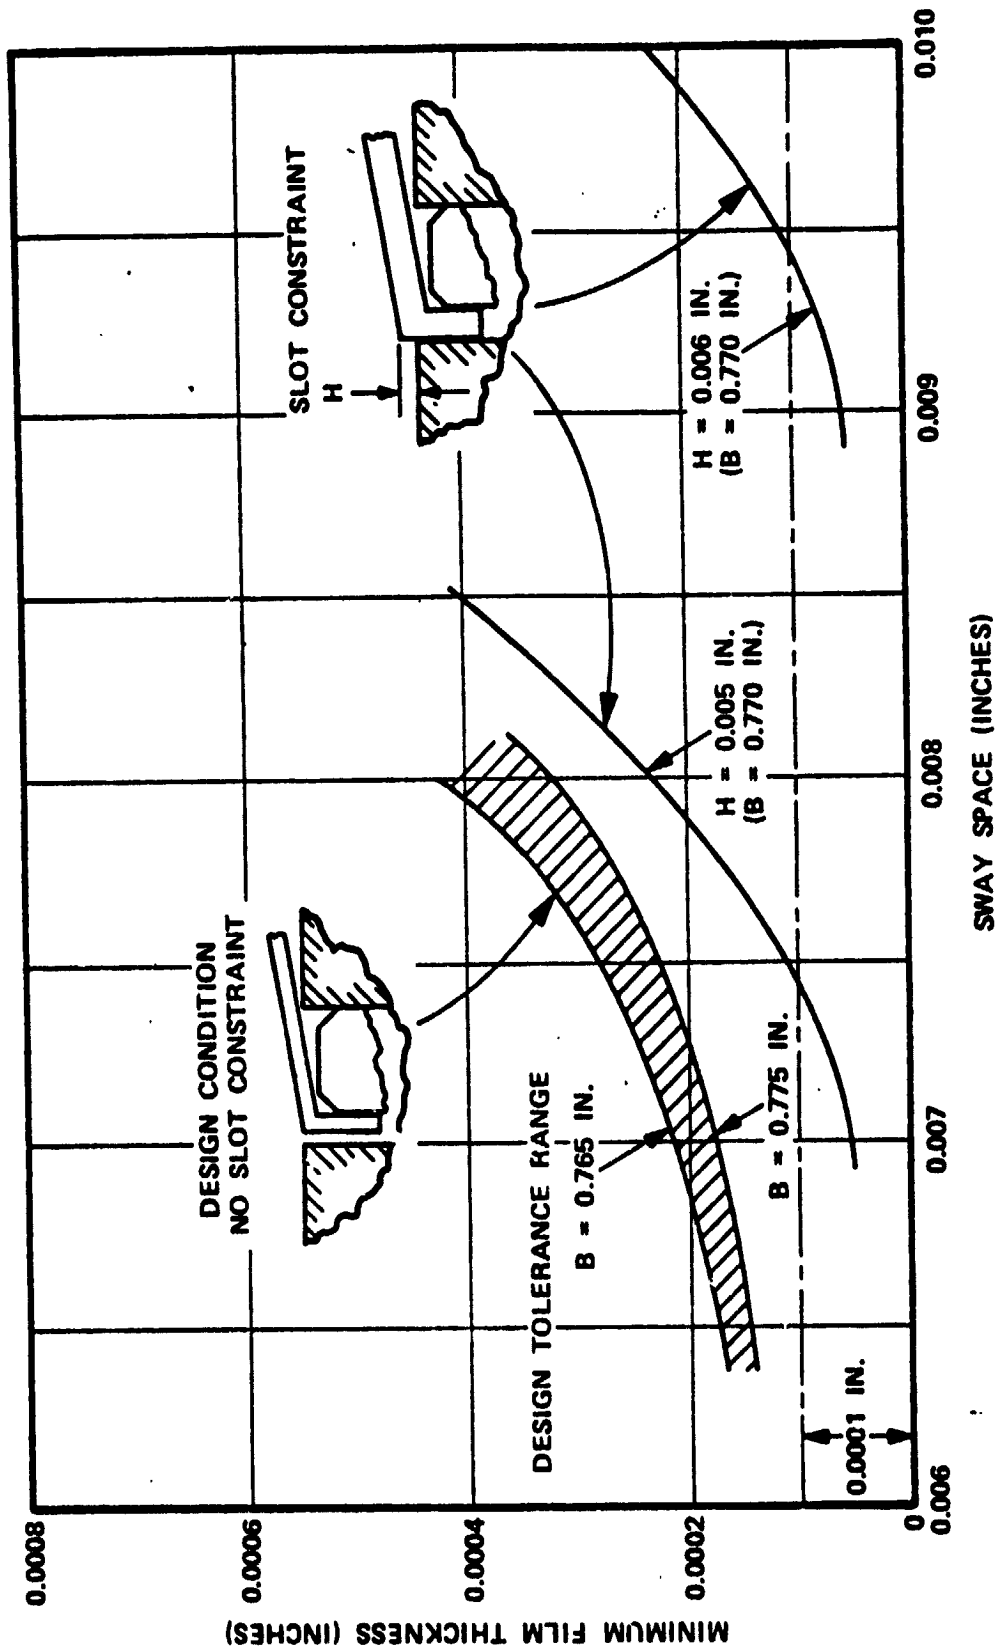 MINIMUM FILM THICKNESS (INCHES)
0.0008
0.0006
0.0004
0.0002
0
DESIGN CONDITION
NO SLOT CONSTRAINT
SLOT CONSTRAINT
H
DESIGN TOLERANCE RANGE
B = 0.765 IN.
B = 0.775 IN.
H = 0.005 IN.
(B = 0.770 IN.)
H = 0.006 IN.
(B = 0.770 IN.)
0.0001 IN.
0.006
0.007
0.008
0.009
0.010
SWAY SPACE (INCHES)